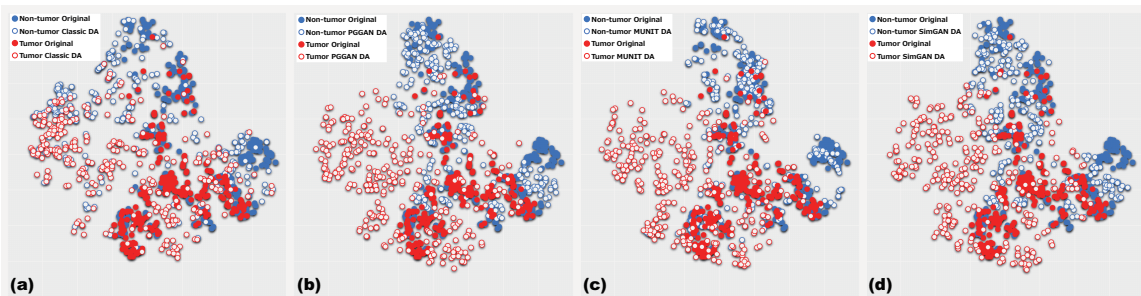 Non-tumor Original
Non-tumor Classic DA
Tumor Original
Tumor Classic DA
(a)
Non-tumor Original
Non-tumor PGGAN DA
Tumor Original
Tumor PGGAN DA
(b)
Non-tumor Original
Non-tumor MUNIT DA
Tumor Original
Tumor MUNIT DA
(c)
Non-tumor Original
Non-tumor SimGAN DA
Tumor Original
Tumor SimGAN DA
(d)